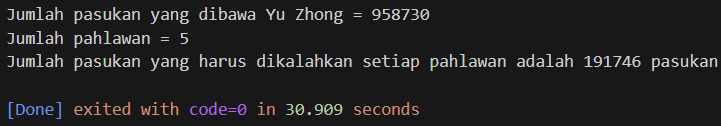 Jumlah pasukan yang dibawa Yu Zhong = 958730
Jumlah pahlawan = 5
Jumlah pasukan yang harus dikalahkan setiap pahlawan adalah 191746 pasukan
[Done] exited with code=0 in 30.909 seconds